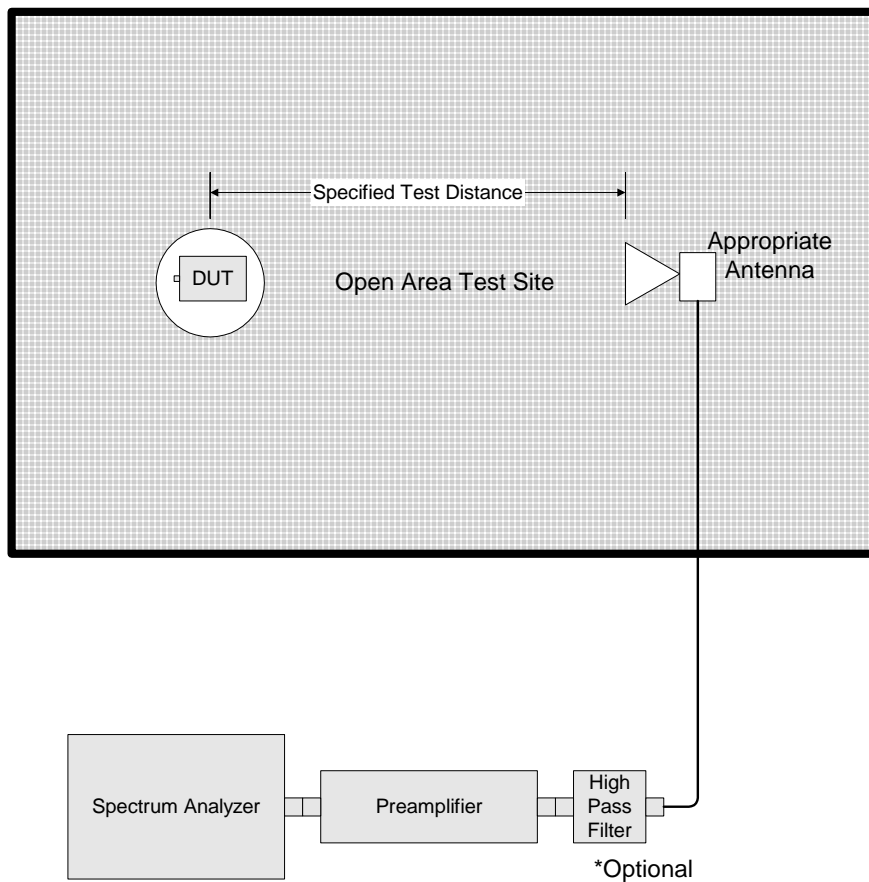 Specified Test Distance
DUT
Open Area Test Site
Appropriate
Antenna
Spectrum Analyzer
Preamplifier
High
Pass
Filter
*Optional